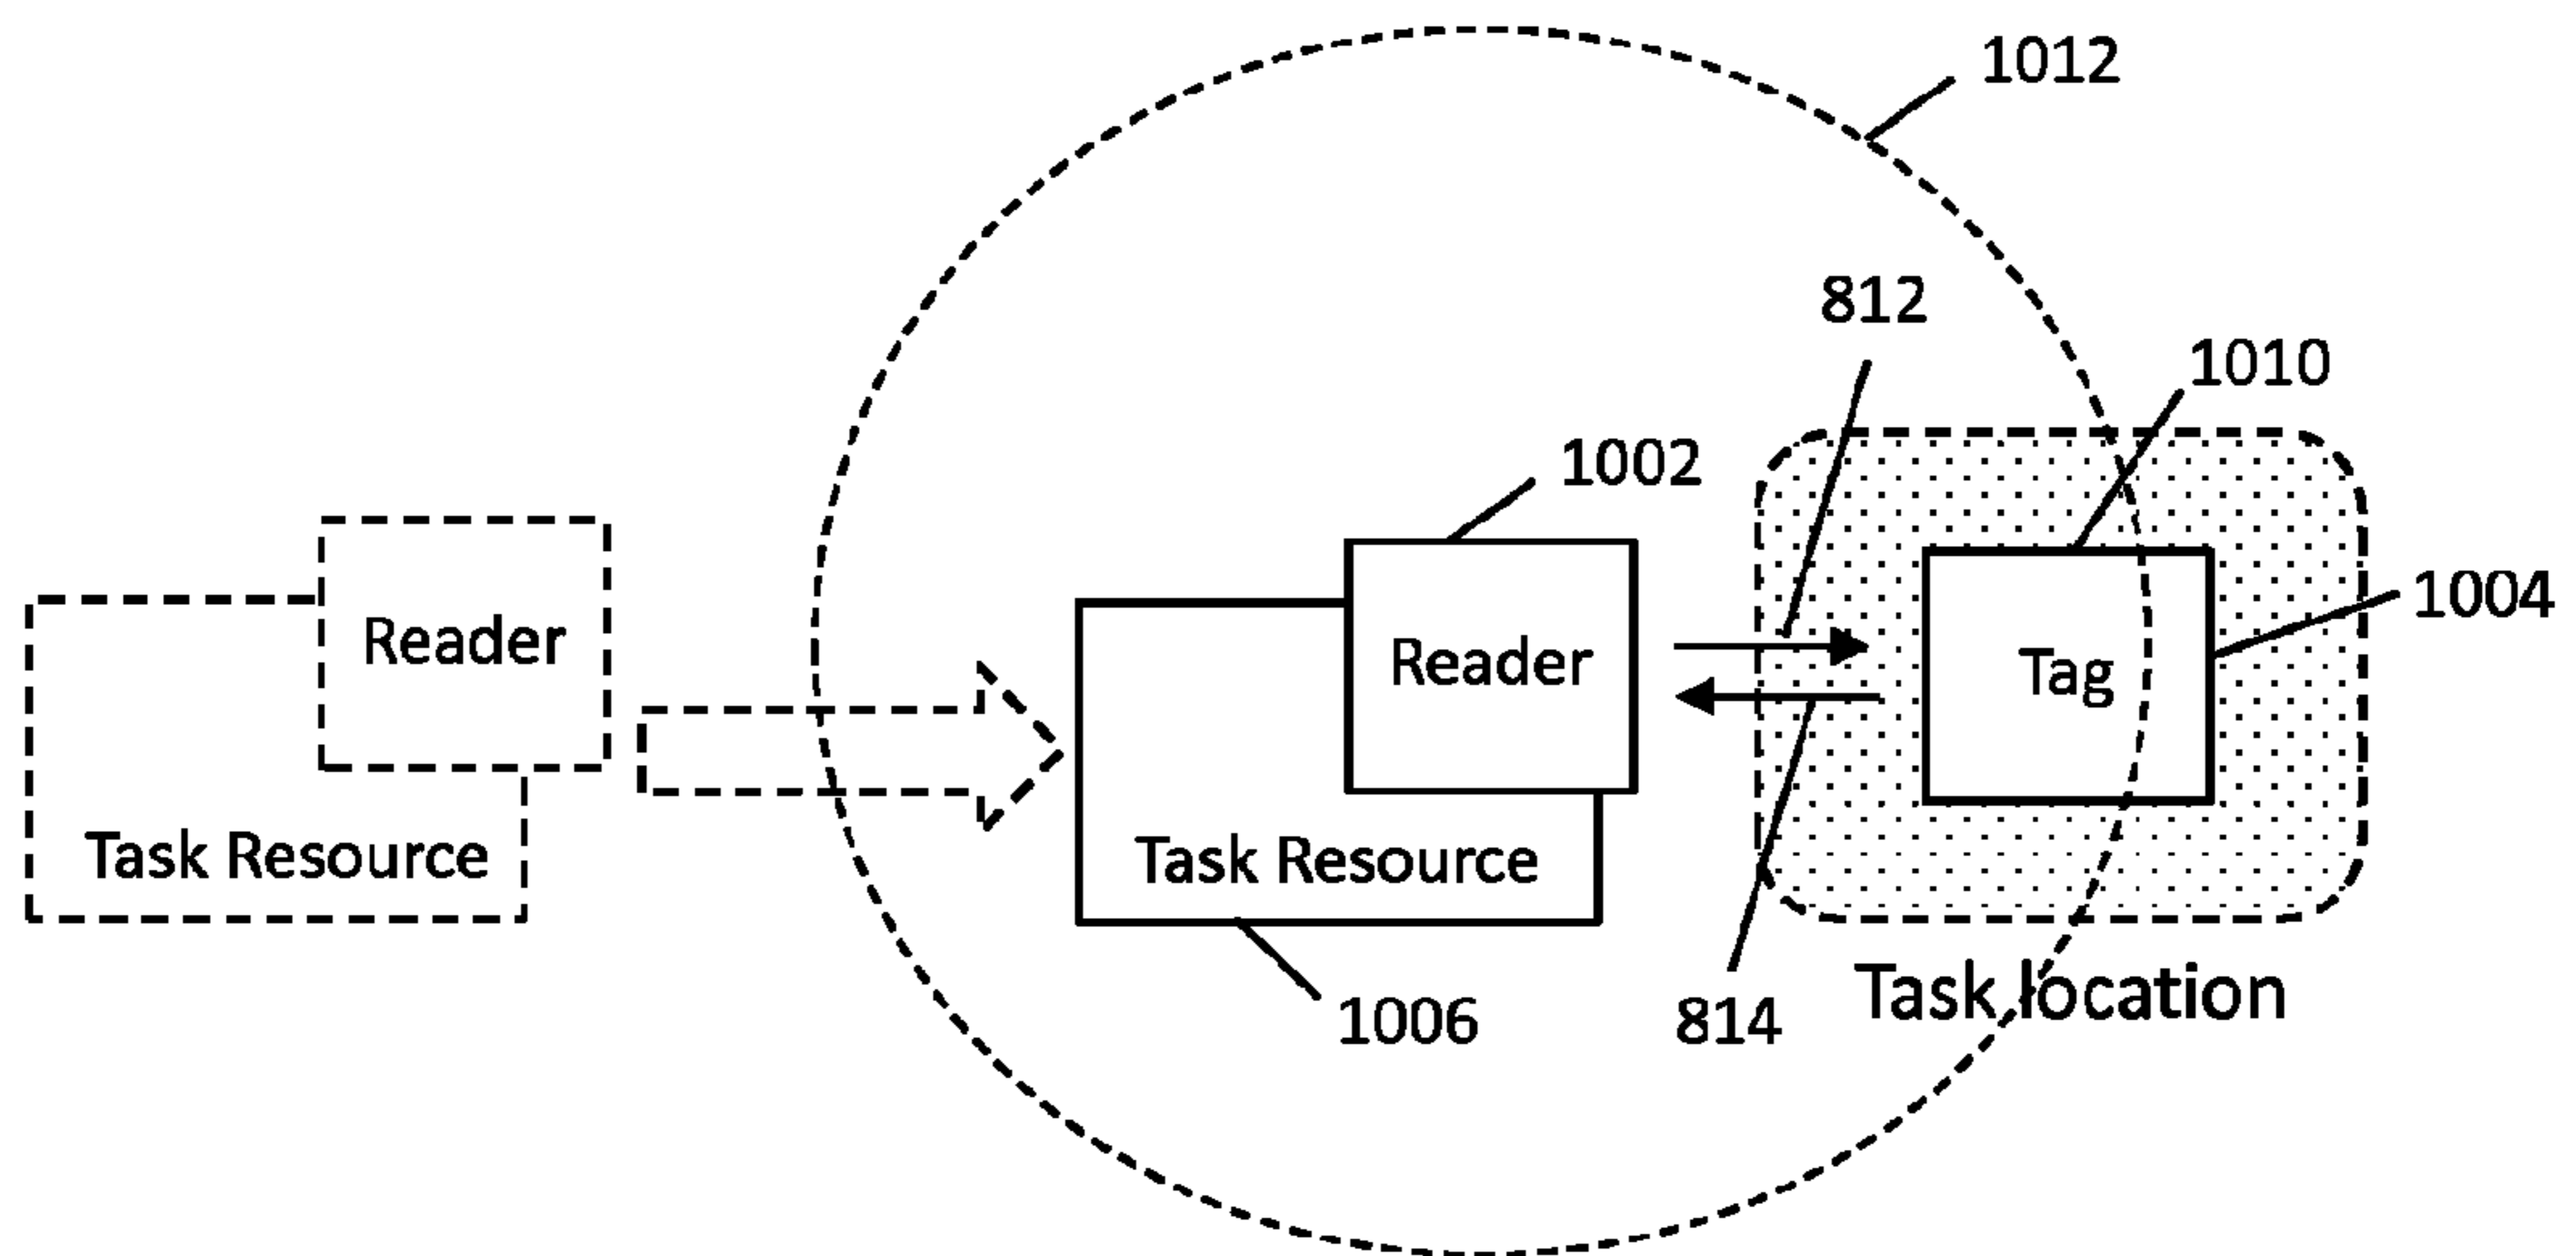 1012
812
1010
1002
1004
Reader
Reader
Tag
Task Resource
Task Resource
Task location
1006
814